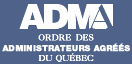 ADMA
ORDRE DES
ADMINISTRATEURS AGRÉÉS
DU QUÉBEC